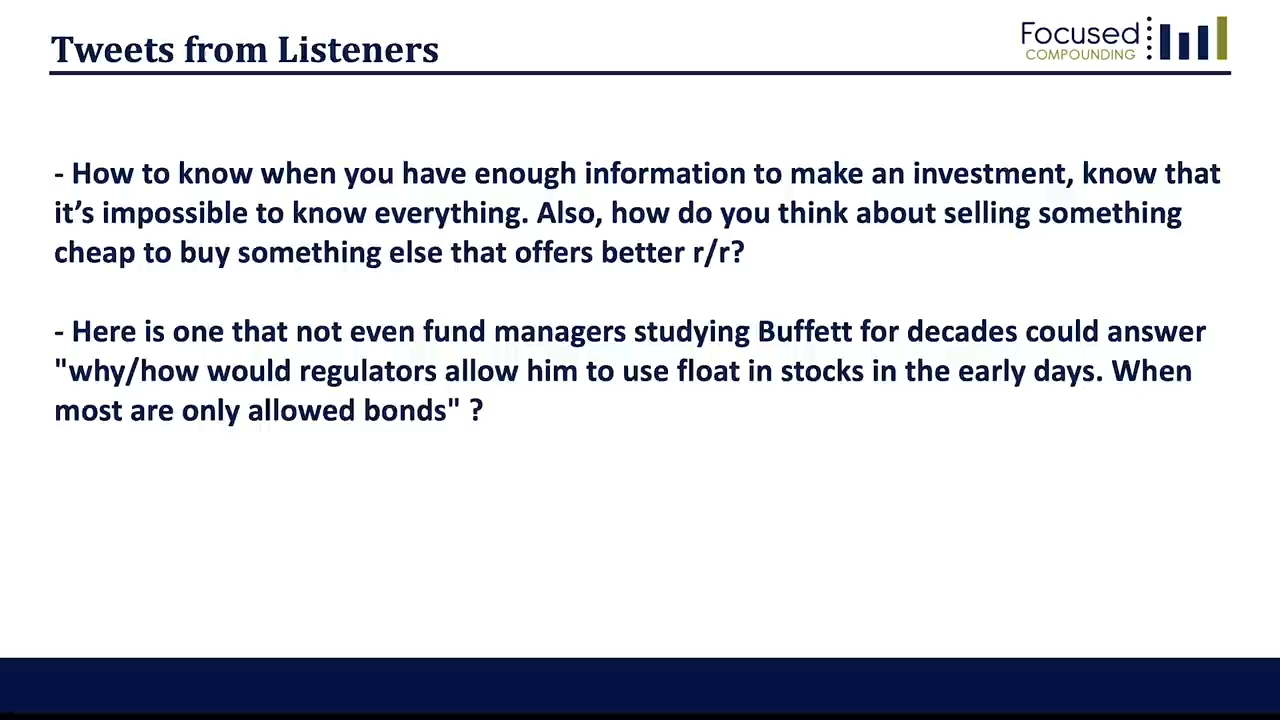 Tweets from Listeners
Focused
COMPOUNDING
- How to know when you have enough information to make an investment, know that
it’s impossible to know everything. Also, how do you think about selling something
cheap to buy something else that offers better r/r?
- Here is one that not even fund managers studying Buffett for decades could answer
"why/how would regulators allow him to use float in stocks in the early days. When
most are only allowed bonds" ?